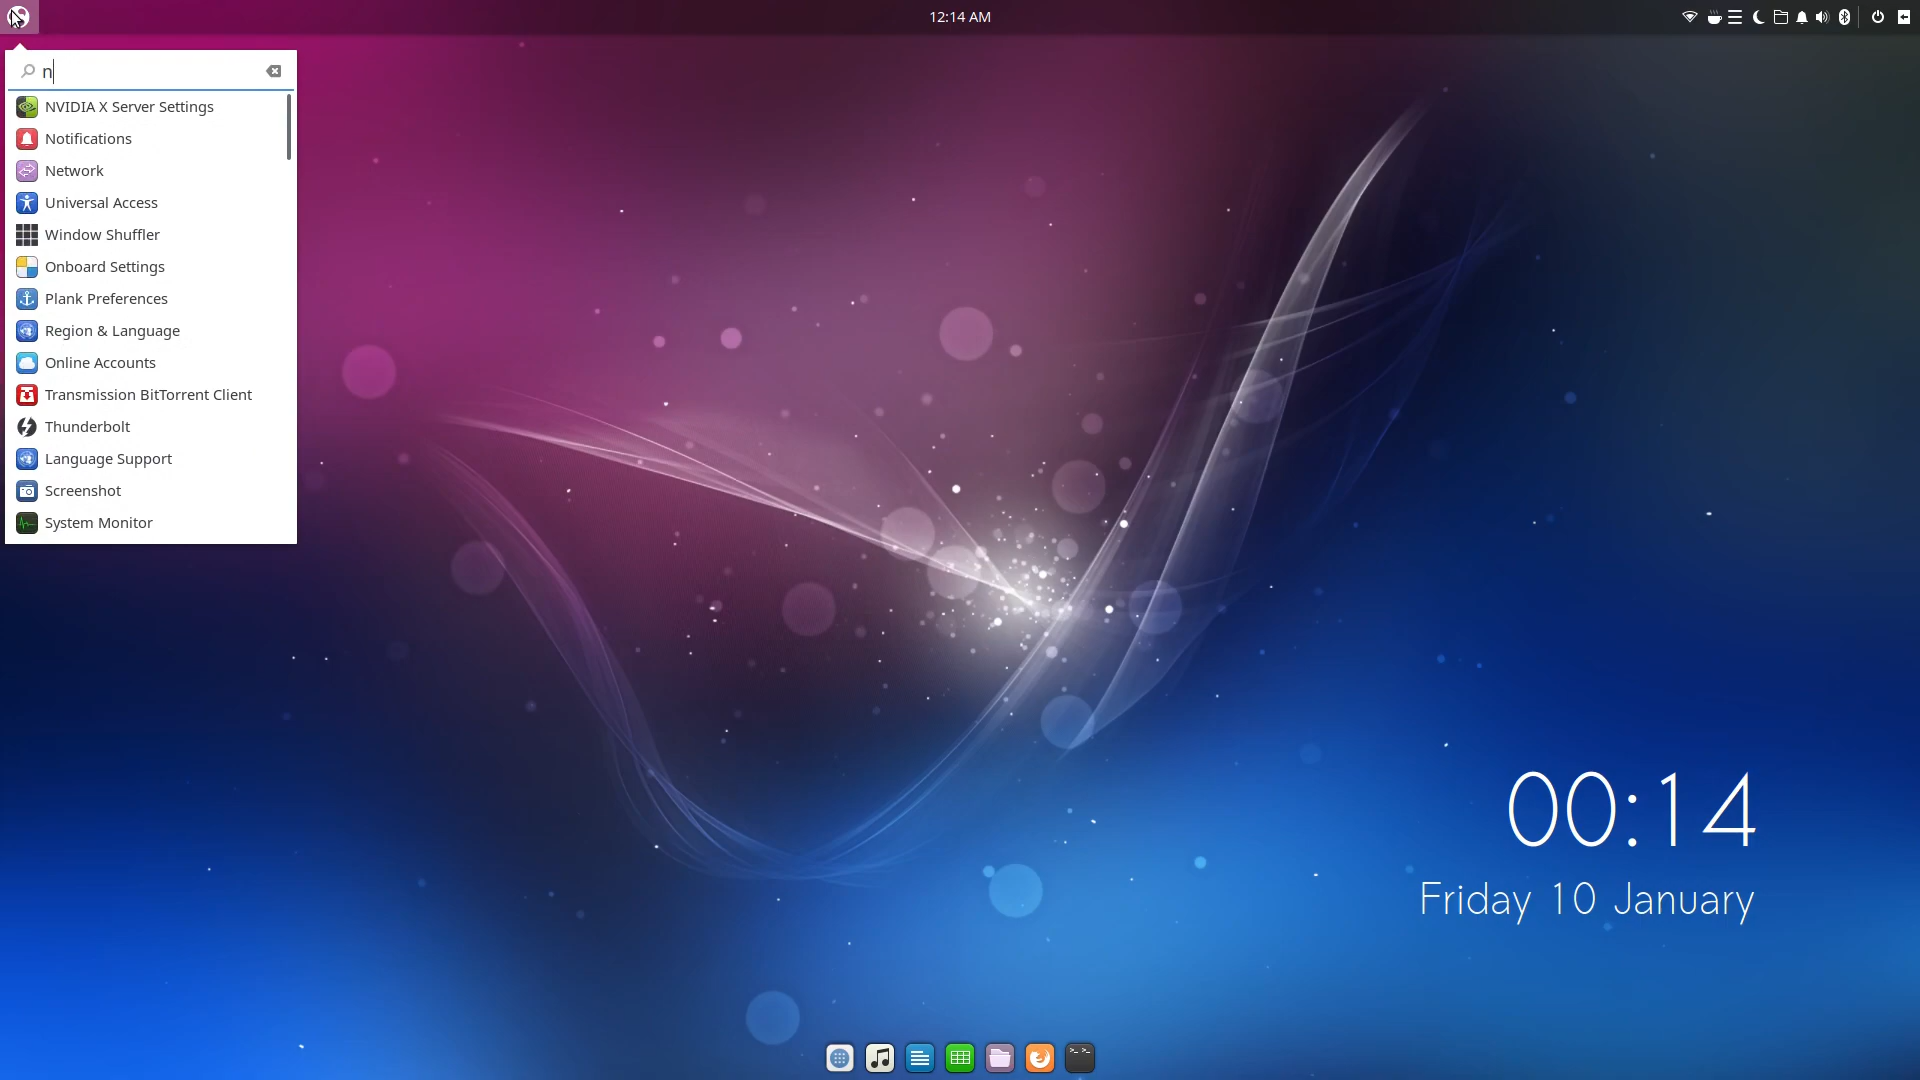 12:14 AM
n
NVIDIA X Server Settings
Notifications
Network
Universal Access
Window Shuffler
Onboard Settings
Plank Preferences
Region & Language
Online Accounts
Transmission BitTorrent Client
Thunderbolt
Language Support
Screenshot
System Monitor
00:14
Friday 10 January
>_ >_